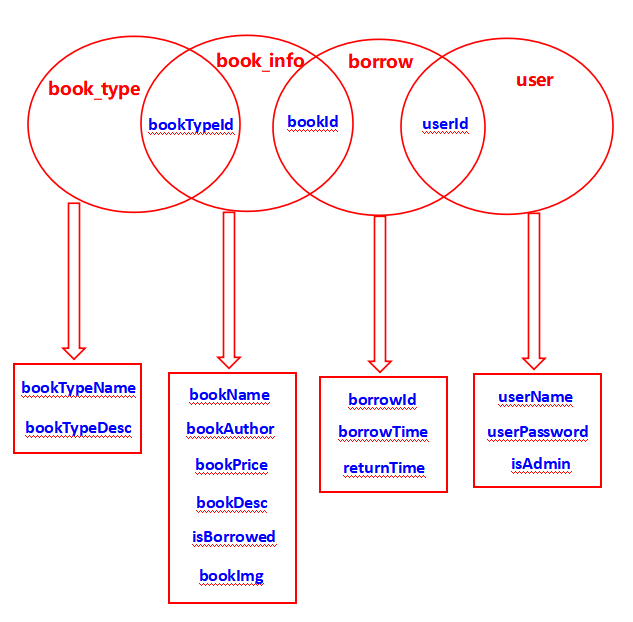 book_type
book_info
borrow
user
bookTypeId
bookId
userId
bookTypeName
bookTypeDesc
bookName
bookAuthor
bookPrice
bookDesc
isBorrowed
bookImg
borrowId
borrowTime
returnTime
userName
userPassword
isAdmin